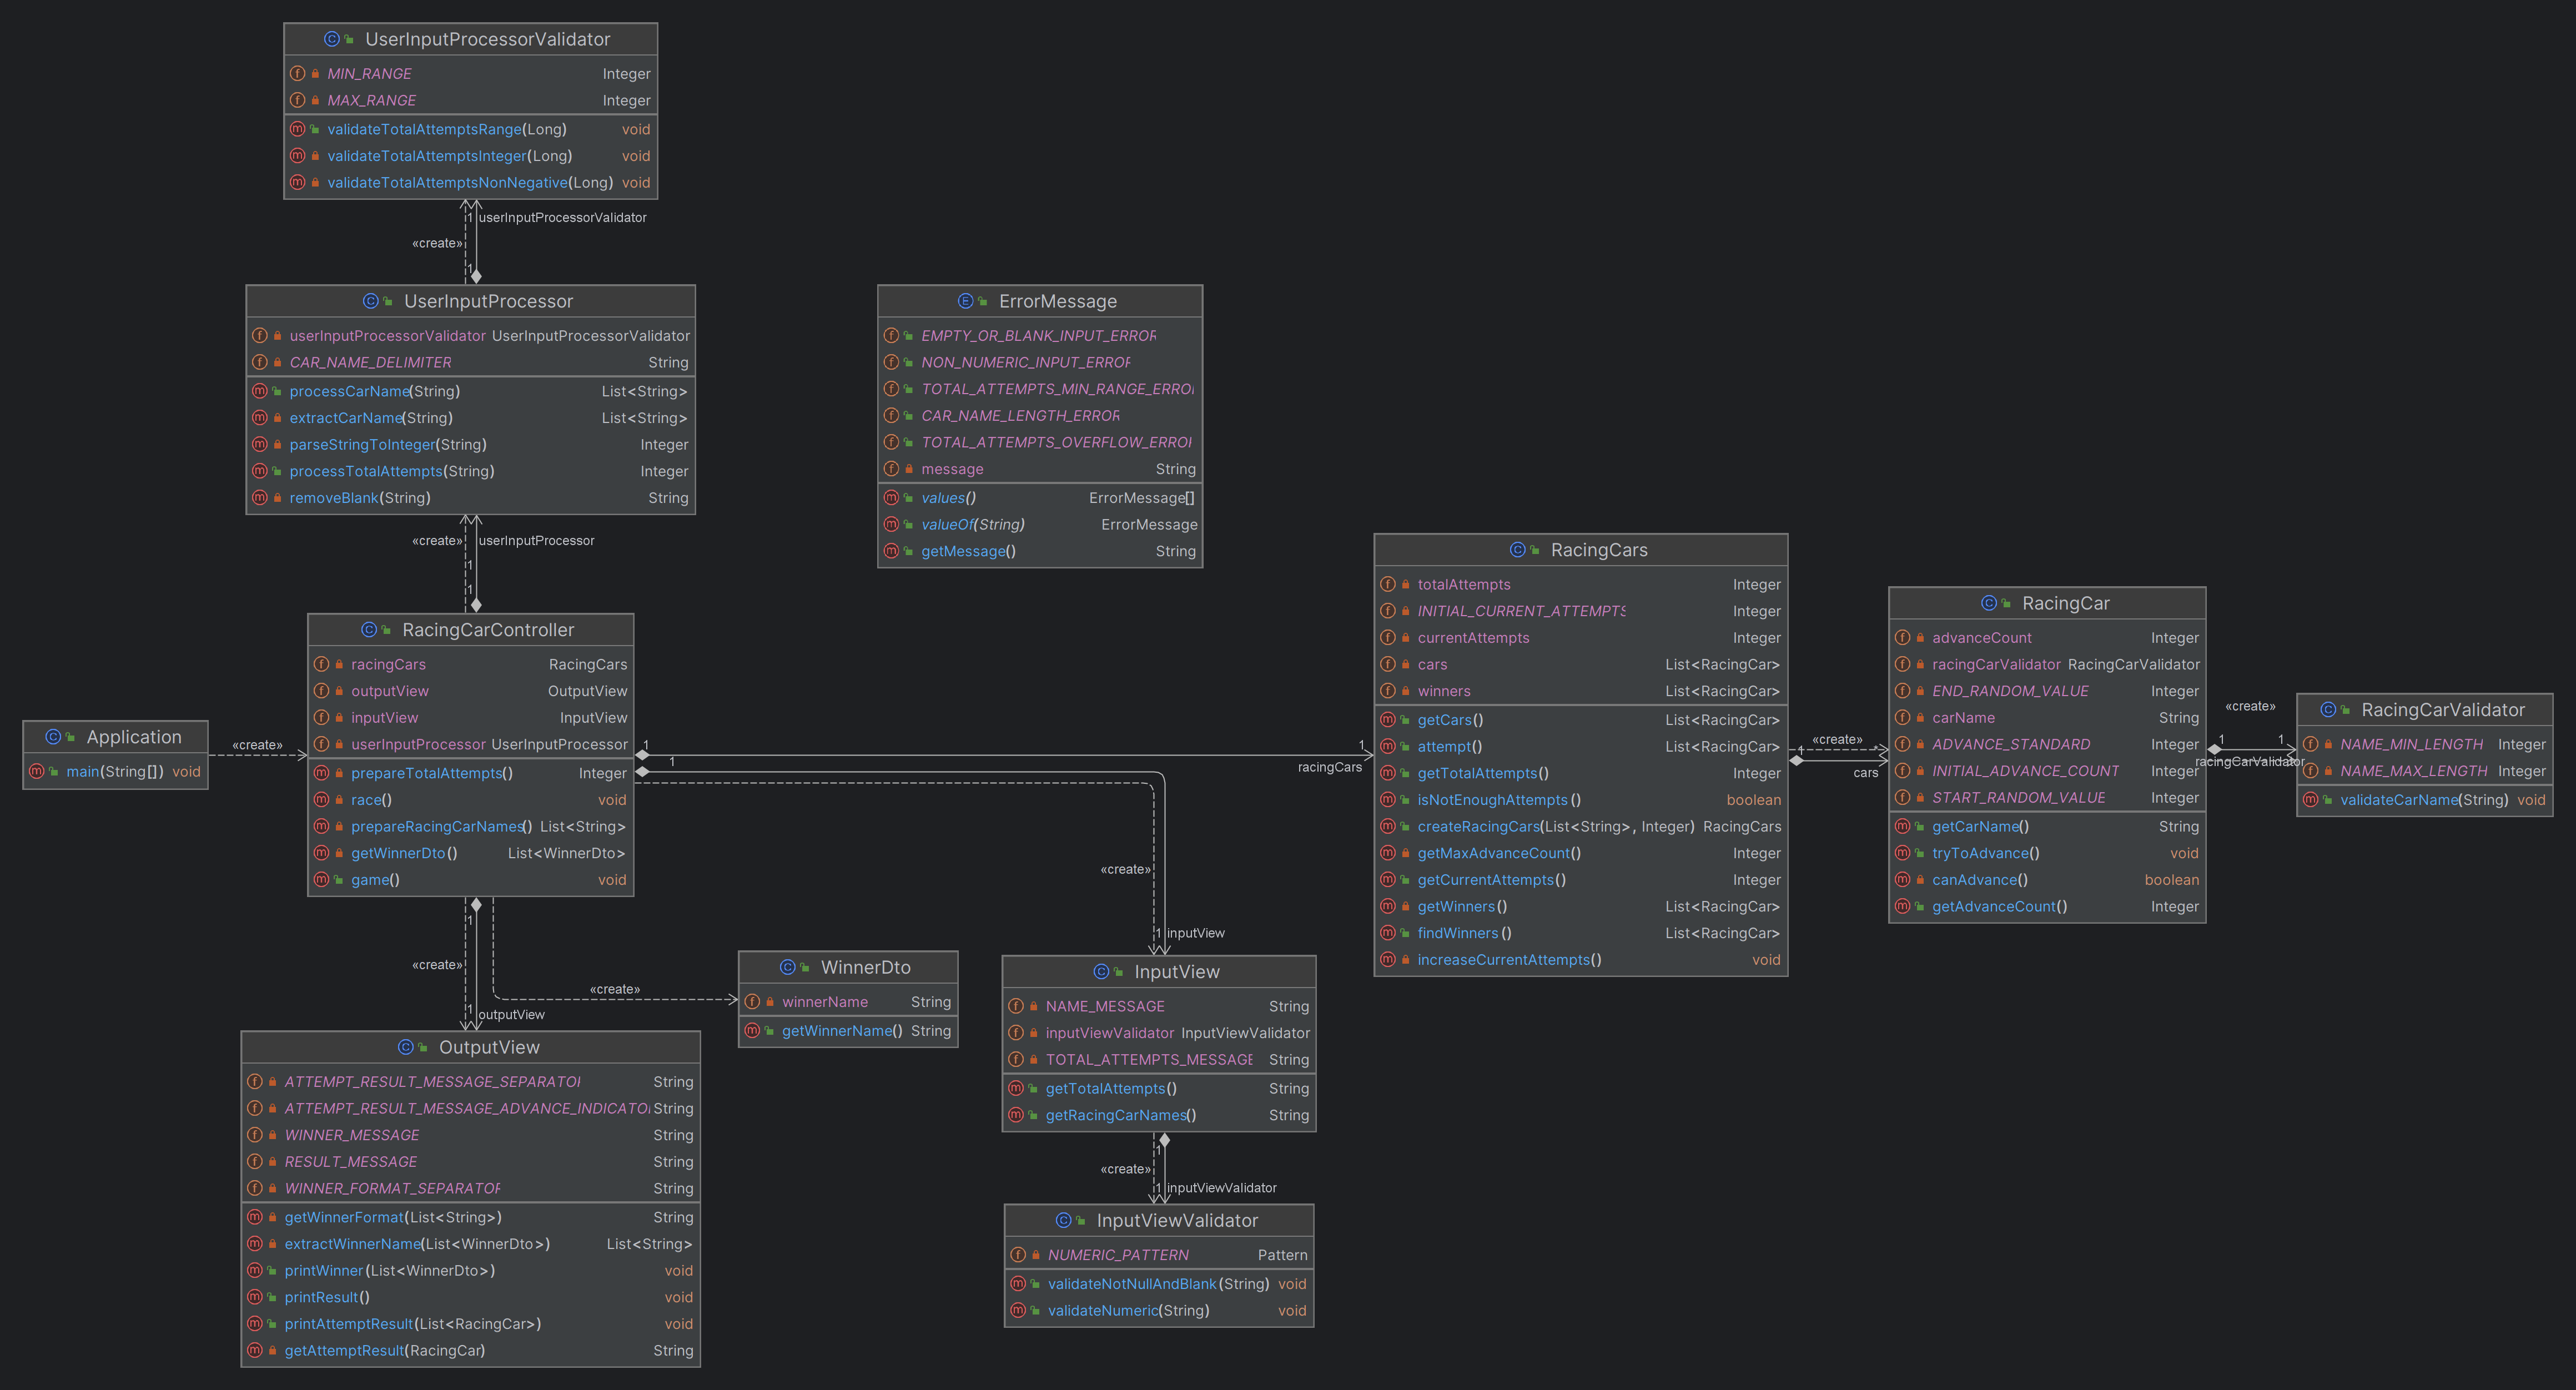 UserInputProcessorValidator
MIN_RANGE Integer
MAX_RANGE Integer
validateTotalAttemptsRange(Long) void
validateTotalAttemptsInteger(Long) void
validateTotalAttemptsNonNegative(Long) void
1 userInputProcessorValidator
«create»
1
UserInputProcessor
userInputProcessorValidator UserInputProcessorValidator
CAR_NAME_DELIMITER String
processCarName(String) List<String>
extractCarName(String) List<String>
parseStringToInteger(String) Integer
processTotalAttempts(String) Integer
removeBlank(String) String
«create» userInputProcessor
1
1
ErrorMessage
EMPTY_OR_BLANK_INPUT_ERROR
NON_NUMERIC_INPUT_ERROR
TOTAL_ATTEMPTS_MIN_RANGE_ERRO
CAR_NAME_LENGTH_ERROR
TOTAL_ATTEMPTS_OVERFLOW_ERRO
message String
values() ErrorMessage[]
valueOf(String) ErrorMessage
getMessage() String
Application
main(String[]) void
«create»
RacingCarController
racingCars RacingCars
outputView OutputView
inputView InputView
userInputProcessor UserInputProcessor
prepareTotalAttempts() Integer
race() void
prepareRacingCarNames() List<String>
getWinnerDto() List<WinnerDto>
game() void
1 1
racingCars
1
«create»
1 inputView
RacingCars
totalAttempts Integer
INITIAL_CURRENT_ATTEMPTS Integer
currentAttempts Integer
cars List<RacingCar>
winners List<RacingCar>
getCars() List<RacingCar>
attempt() List<RacingCar>
getTotalAttempts() Integer
isNotEnoughAttempts() boolean
createRacingCars(List<String>, Integer) RacingCars
getMaxAdvanceCount() Integer
getCurrentAttempts() Integer
getWinners() List<RacingCar>
findWinners() List<RacingCar>
increaseCurrentAttempts() void
«create»
1 *
cars
RacingCar
advanceCount Integer
racingCarValidator RacingCarValidator
END_RANDOM_VALUE Integer
carName String
ADVANCE_STANDARD Integer
INITIAL_ADVANCE_COUNT Integer
START_RANDOM_VALUE Integer
getCarName() String
tryToAdvance() void
canAdvance() boolean
getAdvanceCount() Integer
«create»
1 1
racingCarValidator
RacingCarValidator
NAME_MIN_LENGTH Integer
NAME_MAX_LENGTH Integer
validateCarName(String) void
1
«create»
1 outputView
«create»
WinnerDto
winnerName String
getWinnerName() String
InputView
NAME_MESSAGE String
inputViewValidator InputViewValidator
TOTAL_ATTEMPTS_MESSAGE String
getTotalAttempts() String
getRacingCarNames() String
1
«create»
1 inputViewValidator
InputViewValidator
NUMERIC_PATTERN Pattern
validateNotNullAndBlank(String) void
validateNumeric(String) void
OutputView
ATTEMPT_RESULT_MESSAGE_SEPARATO String
ATTEMPT_RESULT_MESSAGE_ADVANCE_INDICATO String
WINNER_MESSAGE String
RESULT_MESSAGE String
WINNER_FORMAT_SEPARATOR String
getWinnerFormat(List<String>) String
extractWinnerName(List<WinnerDto>) List<String>
printWinner(List<WinnerDto>) void
printResult() void
printAttemptResult(List<RacingCar>) void
getAttemptResult(RacingCar) String